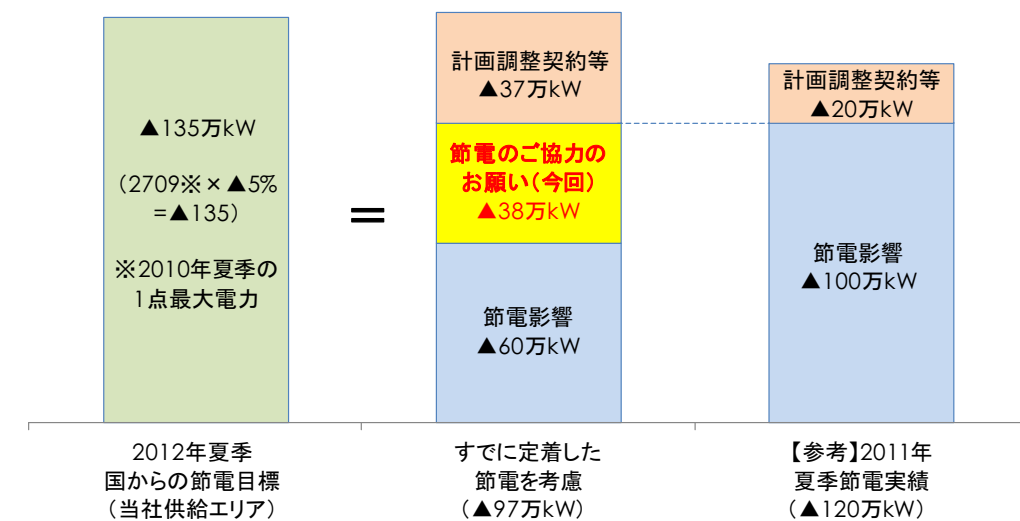 ▲135万kW
(2709※×▲5%
=▲135)
※2010年夏季の
1点最大電力
=
計画調整契約等
▲37万kW
節電のご協力の
お願い(今回)
▲38万kW
節電影響
▲60万kW
計画調整契約等
▲20万kW
節電影響
▲100万kW
2012年夏季
国からの節電目標
(当社供給エリア)
すでに定着した
節電を考慮
(▲97万kW)
【参考】2011年
夏季節電実績
(▲120万kW)